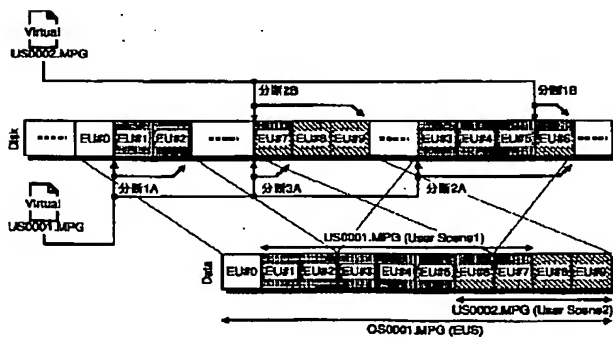 Virtual
US0002.MPG
分断2B
分断1B
Disk
EU#0
EU#1
EU#2
EU#7
EU#8
EU#9
EU#3
EU#4
EU#5
EU#6
分断1A
分断3A
分断2A
Virtual
US0001.MPG
US0001.MPG (User Scene1)
Data
EU#0
EU#1
EU#2
EU#3
EU#4
EU#5
EU#6
EU#7
EU#8
EU#9
US0002.MPG (User Scene2)
OS0001.MPG (EUS)